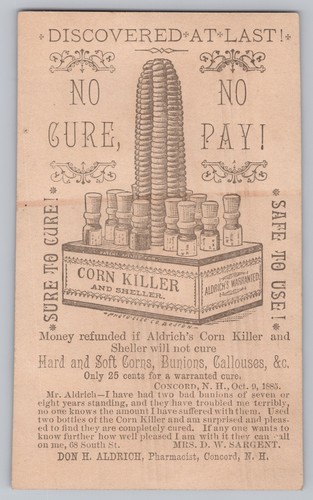 DISCOVERED AT LAST!
NO
NO
CURE,
PAY!
SURE TO CURE!
SAFE TO USE!
CORN KILLER
AND SHELLER.
ALDRICH'S WARRANTED
Money refunded if Aldrich's Corn Killer and
Sheller will not cure
Hard and Soft Corns, Bunions, Callouses, &c.
Only 25 cents for a warranted cure.
CONCORD, N. H., Oct. 9, 1885.
Mr. Aldrich—I have had two bad bunions of seven or
eight years standing, and they have troubled me terribly,
no one knows the amount I have suffered with them. Used
two bottles of the Corn Killer and am surprised and pleas-
ed to find they are completely cured. If any one wants to
know further how well pleased I am with it they can call
on me, 68 South St. MRS. D. W. SARGENT.
DON H. ALDRICH, Pharmacist, Concord, N. H.